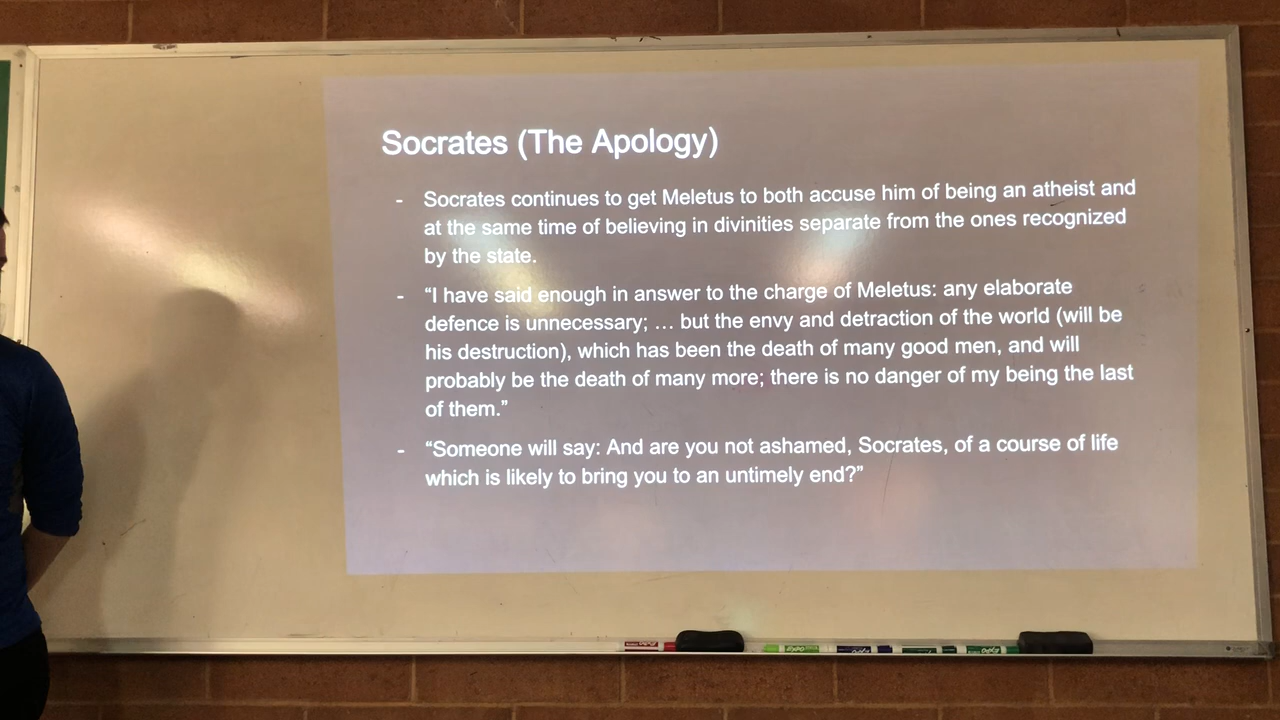 Socrates (The Apology)
- Socrates continues to get Meletus to both accuse him of being an atheist and
at the same time of believing in divinities separate from the ones recognized
by the state.
- “I have said enough in answer to the charge of Meletus: any elaborate
defence is unnecessary; … but the envy and detraction of the world (will be
his destruction), which has been the death of many good men, and will
probably be the death of many more; there is no danger of my being the last
of them.”
- “Someone will say: And are you not ashamed, Socrates, of a course of life
which is likely to bring you to an untimely end?”
EXPO